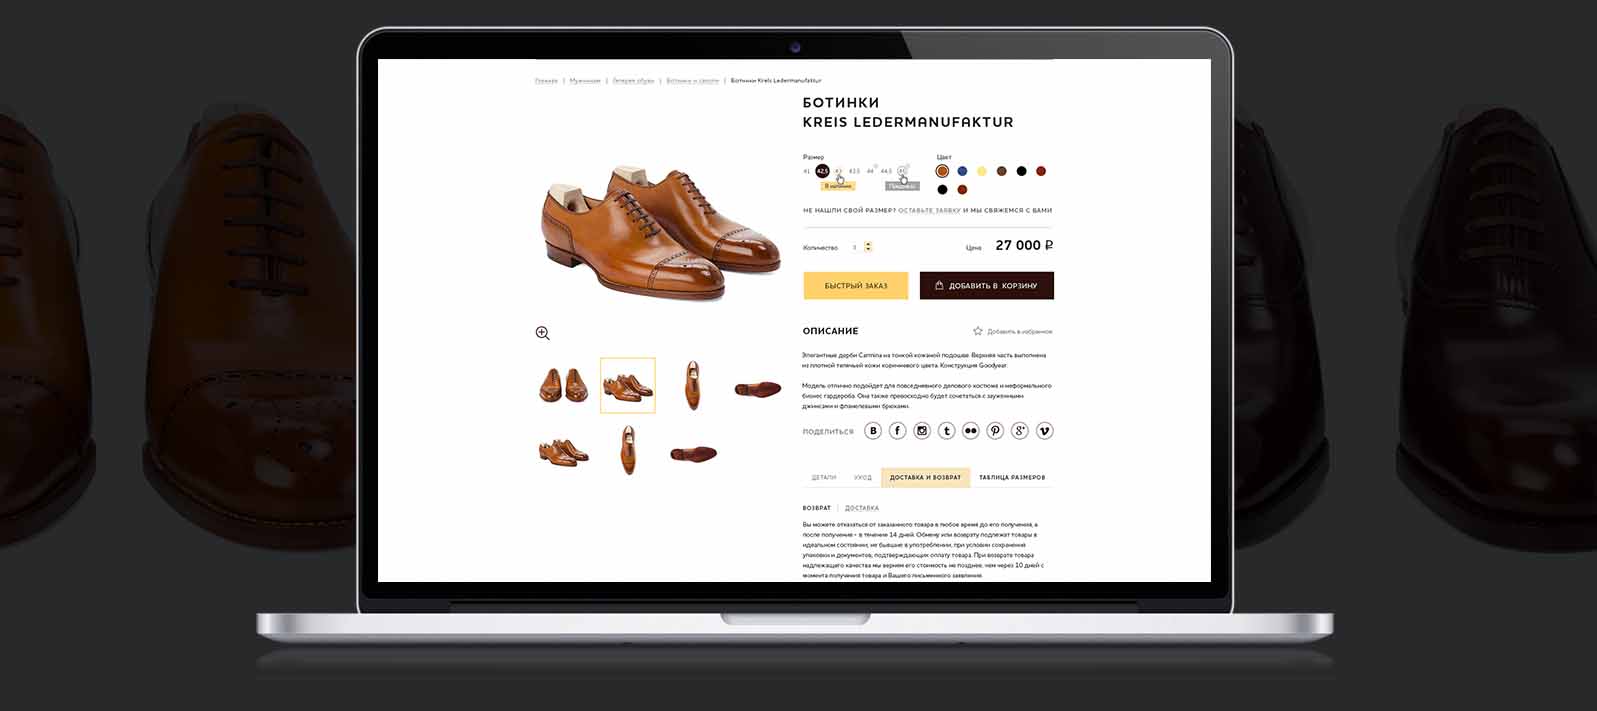 Главная | Мужчинам | Галерея обуви | Ботинки и сапоги | Ботинки Kreis Ledermanufaktur
БОТИНКИ
KREIS LEDERMANUFAKTUR
Размер
Цвет
41 42,5 43 43.5 44 44.5
В наличии
Предзаказ
НЕ НАШЛИ СВОЙ РАЗМЕР? ОСТАВЬТЕ ЗАЯВКУ И МЫ СВЯЖЕМСЯ С ВАМИ
Количество
Цена 27 000 ₽
БЫСТРЫЙ ЗАКАЗ
ДОБАВИТЬ В КОРЗИНУ
ОПИСАНИЕ
Добавить в избранное
Элегантные дерби Carmina на тонкой кожаной подошве. Верхняя часть выполнена
из плотной телячьей кожи коричневого цвета. Конструкция Goodyear.
Модель отлично подойдет для повседневного делового костюма и неформального
бизнес гардероба. Она также превосходно будет сочетаться с зауженными
джинсами и фланелевыми брюками.
ПОДЕЛИТЬСЯ
ДЕТАЛИ УХОД ДОСТАВКА И ВОЗВРАТ ТАБЛИЦА РАЗМЕРОВ
ВОЗВРАТ | ДОСТАВКА
Вы можете отказаться от заказанного товара в любое время до его получения, а
после получения - в течение 14 дней. Обмену или возврату подлежат товары в
идеальном состоянии, не бывшие в употреблении, при условии сохранения
упаковки и документов, подтверждающих оплату товара. При возврате товара
надлежащего качества мы вернем его стоимость не позднее, чем через 10 дней с
момента получения товара и Вашего письменного заявления.